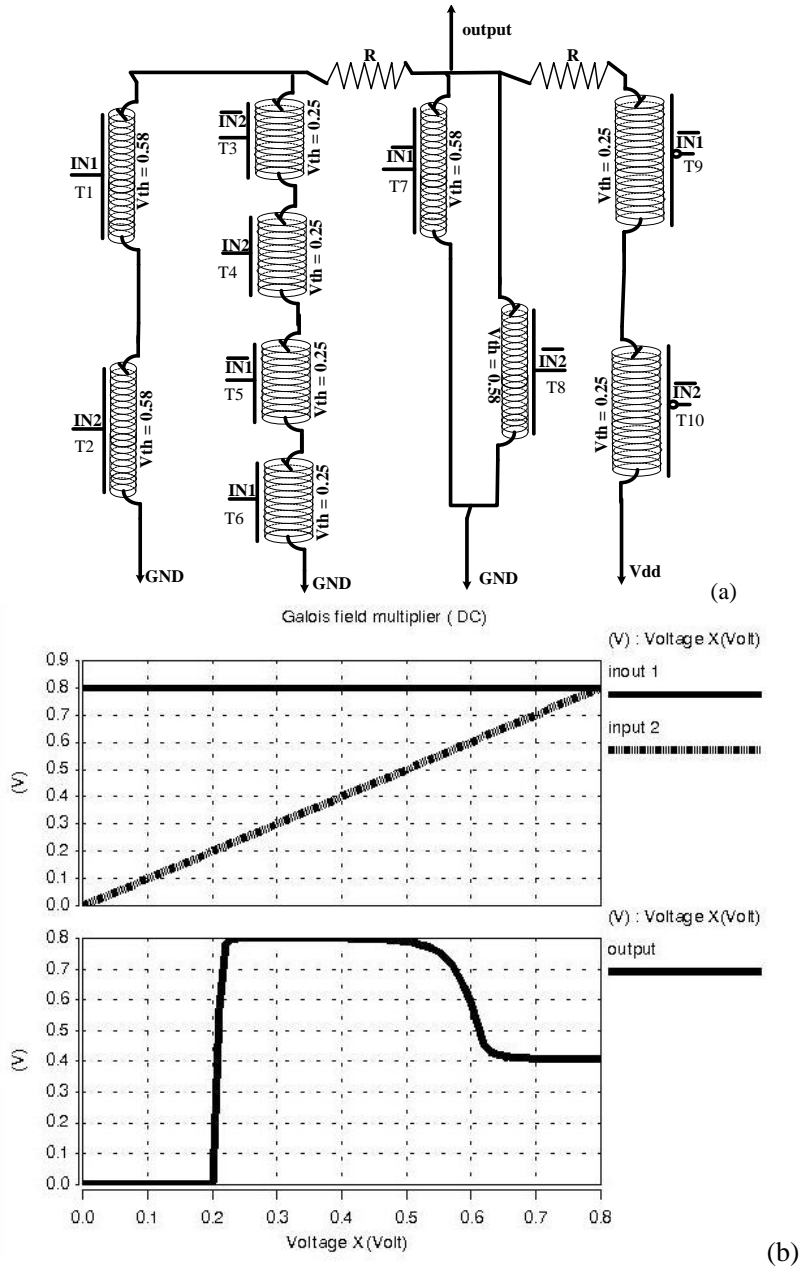 output
R
R
IN1
T1
Vth = 0.58
IN2
T3
Vth = 0.25
IN1
T7
Vth = 0.58
Vth = 0.25
IN1
T9
IN2
T4
Vth = 0.25
IN2
T2
Vth = 0.58
IN1
T5
Vth = 0.25
Vth = 0.58
IN2
T8
Vth = 0.25
IN2
T10
IN1
T6
Vth = 0.25
GND
GND
GND
Vdd
(a)
Galois field multiplier ( DC)
(V) : Voltage X(Volt)
inout 1
input 2
(V)
0.9
0.8
0.7
0.6
0.5
0.4
0.3
0.2
0.1
0.0
(V) : Voltage X(Volt)
output
(V)
0.8
0.7
0.6
0.5
0.4
0.3
0.2
0.1
0.0
0.0 0.1 0.2 0.3 0.4 0.5 0.6 0.7 0.8
Voltage X(Volt)
(b)